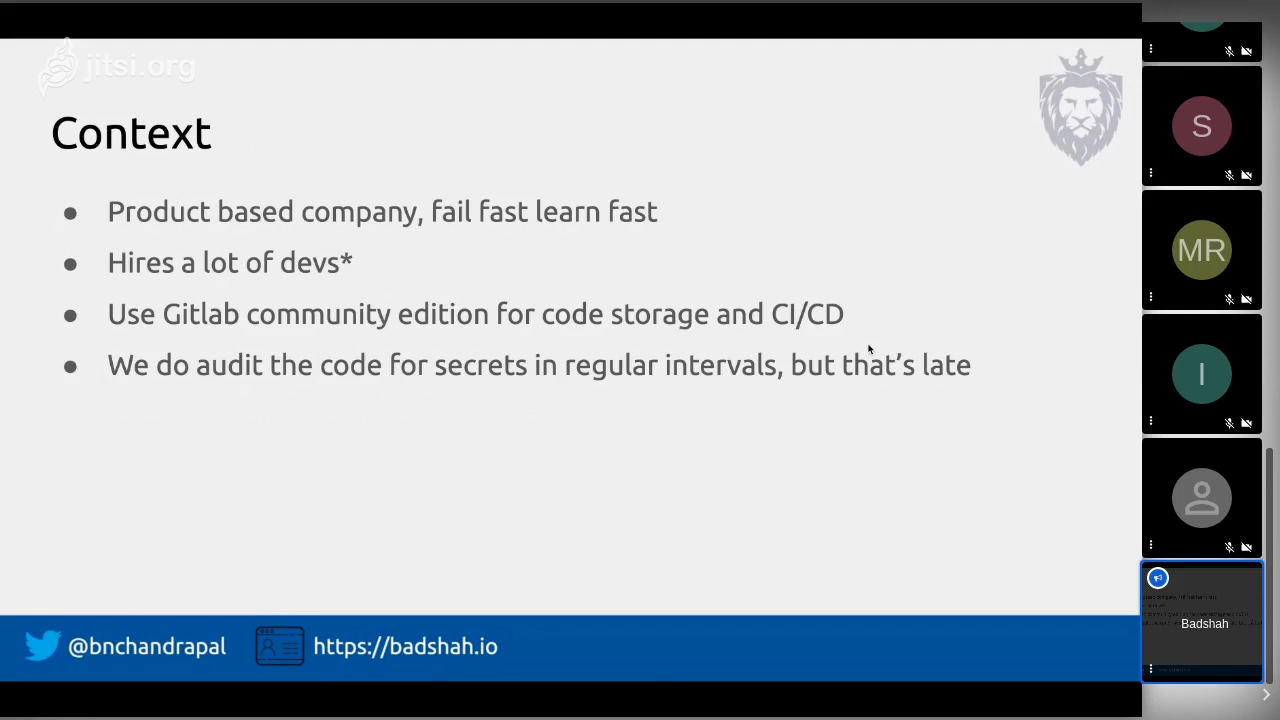 jitsi.org
Context
● Product based company, fail fast learn fast
● Hires a lot of devs*
● Use Gitlab community edition for code storage and CI/CD
● We do audit the code for secrets in regular intervals, but that's late
@bnchandrapal https://badshah.io
S
MR
I
Badshah